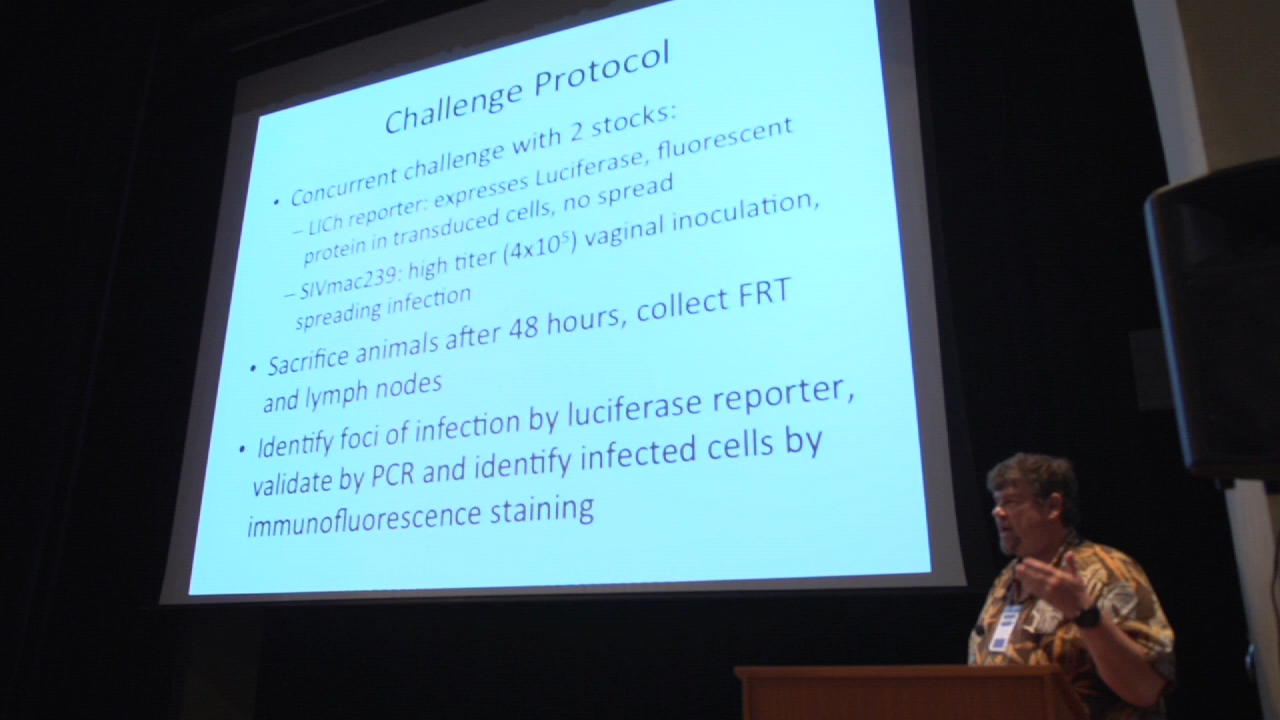 Challenge Protocol
• Concurrent challenge with 2 stocks:
– LICh reporter: expresses Luciferase, fluorescent
protein in transduced cells, no spread
– SIVmac239: high titer (4x10⁵) vaginal inoculation,
spreading infection
• Sacrifice animals after 48 hours, collect FRT
and lymph nodes
• Identify foci of infection by luciferase reporter,
validate by PCR and identify infected cells by
immunofluorescence staining